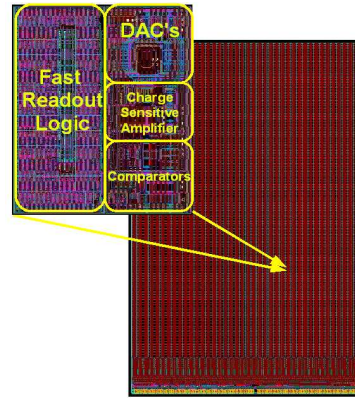 Fast
Readout
Logic
DAC's
Charge
Sensitive
Amplifier
Comparators